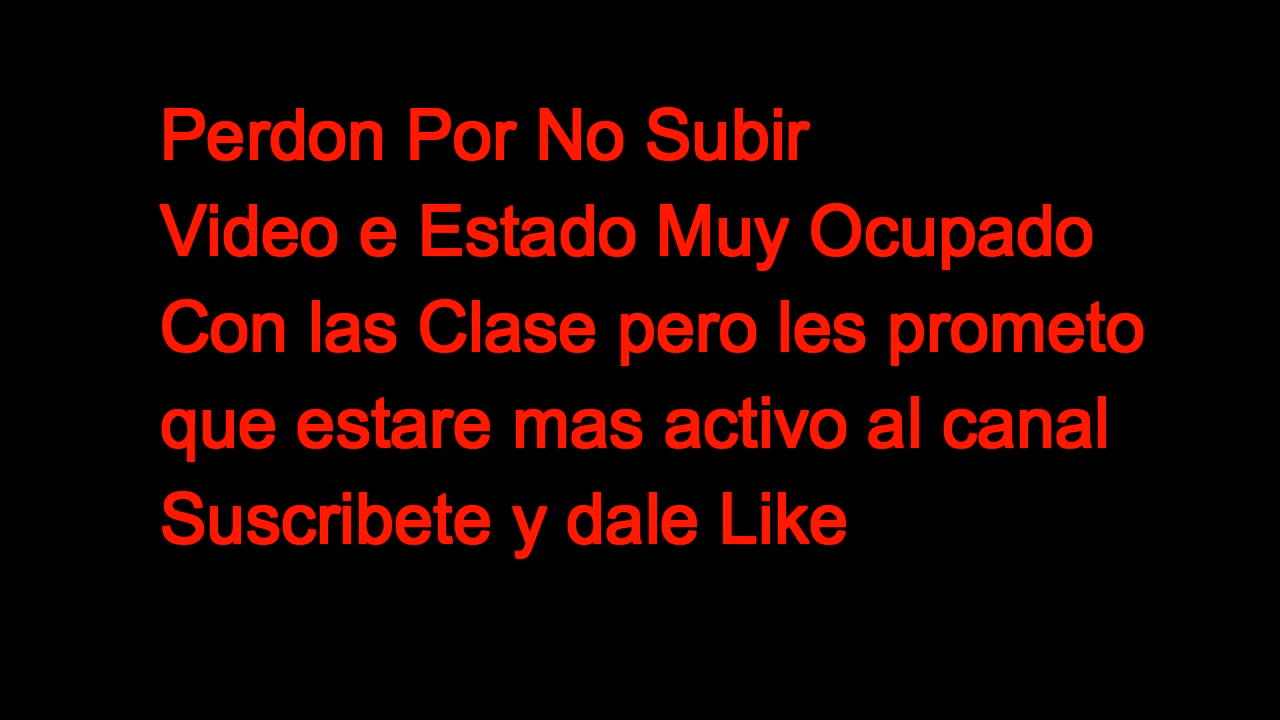 Perdon Por No Subir
Video e Estado Muy Ocupado
Con las Clase pero les prometo
que estare mas activo al canal
Suscribete y dale Like